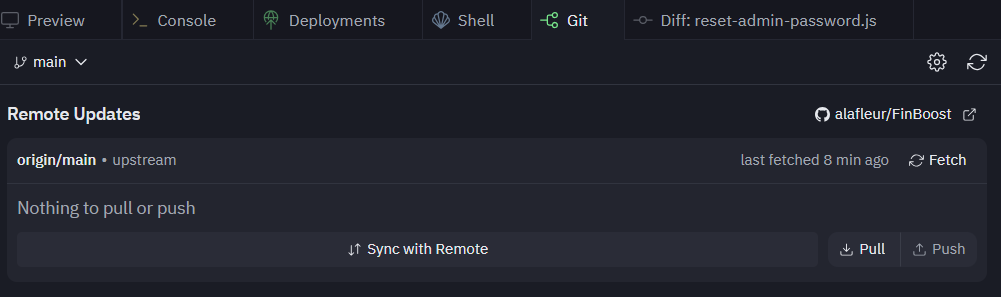 Preview Console Deployments Shell Git Diff: reset-admin-password.js
main
Remote Updates alafleur/FinBoost
origin/main • upstream last fetched 8 min ago Fetch
Nothing to pull or push
Sync with Remote Pull Push